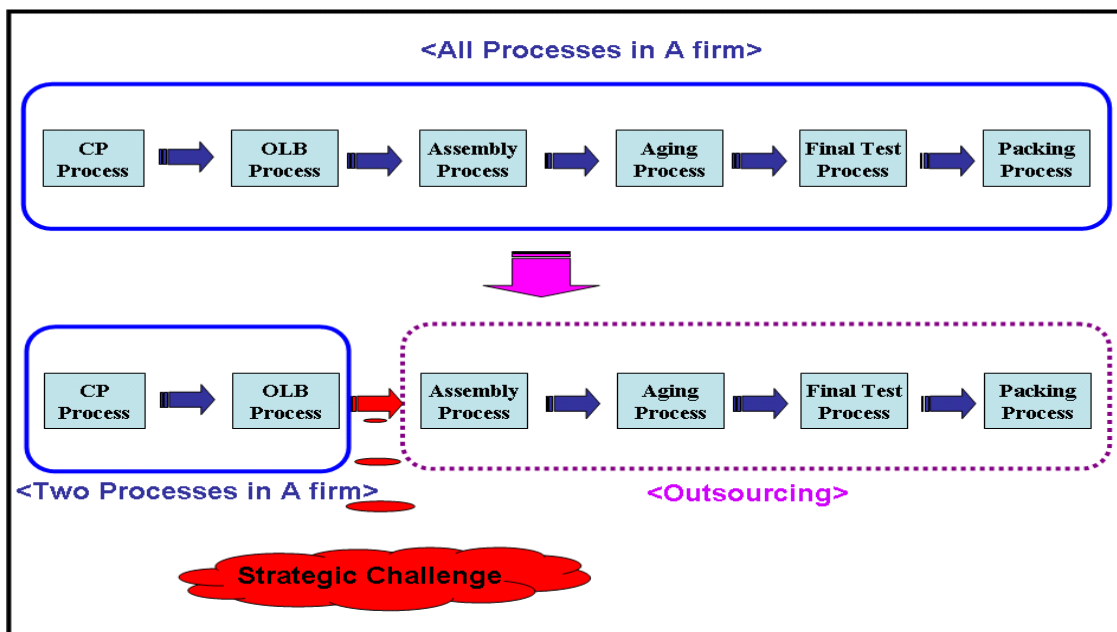 <All Processes in A firm>
CP
Process
OLB
Process
Assembly
Process
Aging
Process
Final Test
Process
Packing
Process
CP
Process
OLB
Process
Assembly
Process
Aging
Process
Final Test
Process
Packing
Process
<Two Processes in A firm>
<Outsourcing>
Strategic Challenge